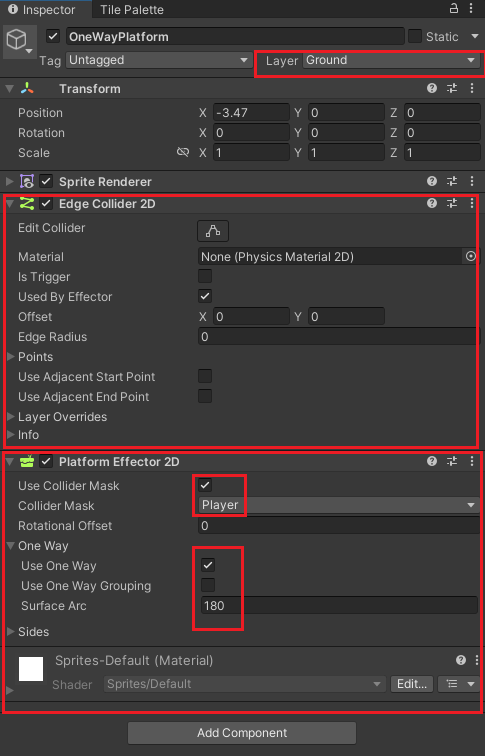 Inspector Tile Palette
OneWayPlatform Static
Tag Untagged Layer Ground
Transform
Position X -3.47 Y 0 Z 0
Rotation X 0 Y 0 Z 0
Scale X 1 Y 1 Z 1
Sprite Renderer
Edge Collider 2D
Edit Collider
Material None (Physics Material 2D)
Is Trigger
Used By Effector
Offset X 0 Y 0
Edge Radius 0
Points
Use Adjacent Start Point
Use Adjacent End Point
Layer Overrides
Info
Platform Effector 2D
Use Collider Mask
Collider Mask Player
Rotational Offset 0
One Way
Use One Way
Use One Way Grouping
Surface Arc 180
Sides
Sprites-Default (Material)
Shader Sprites/Default Edit...
Add Component